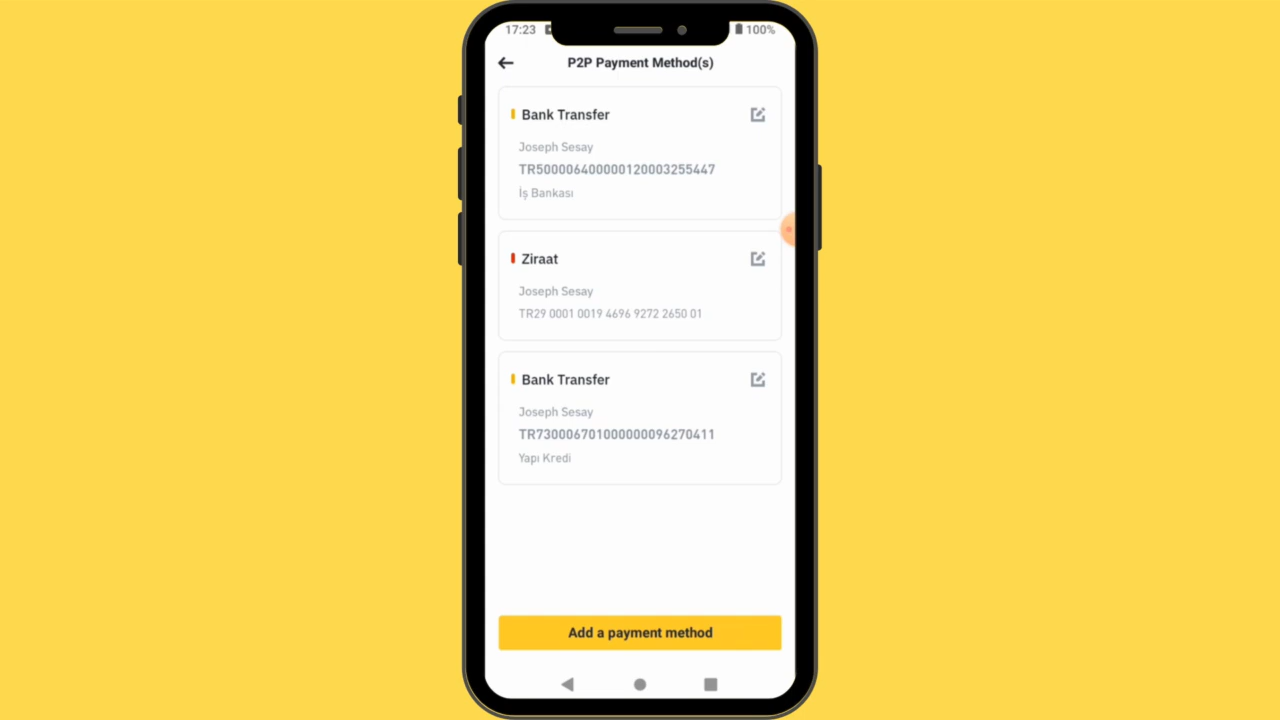 17:23
100%
P2P Payment Method(s)
Bank Transfer
Joseph Sesay
TR500006400000120003255447
İş Bankası
Ziraat
Joseph Sesay
TR29 0001 0019 4696 9272 2650 01
Bank Transfer
Joseph Sesay
TR730006701000000096270411
Yapı Kredi
Add a payment method